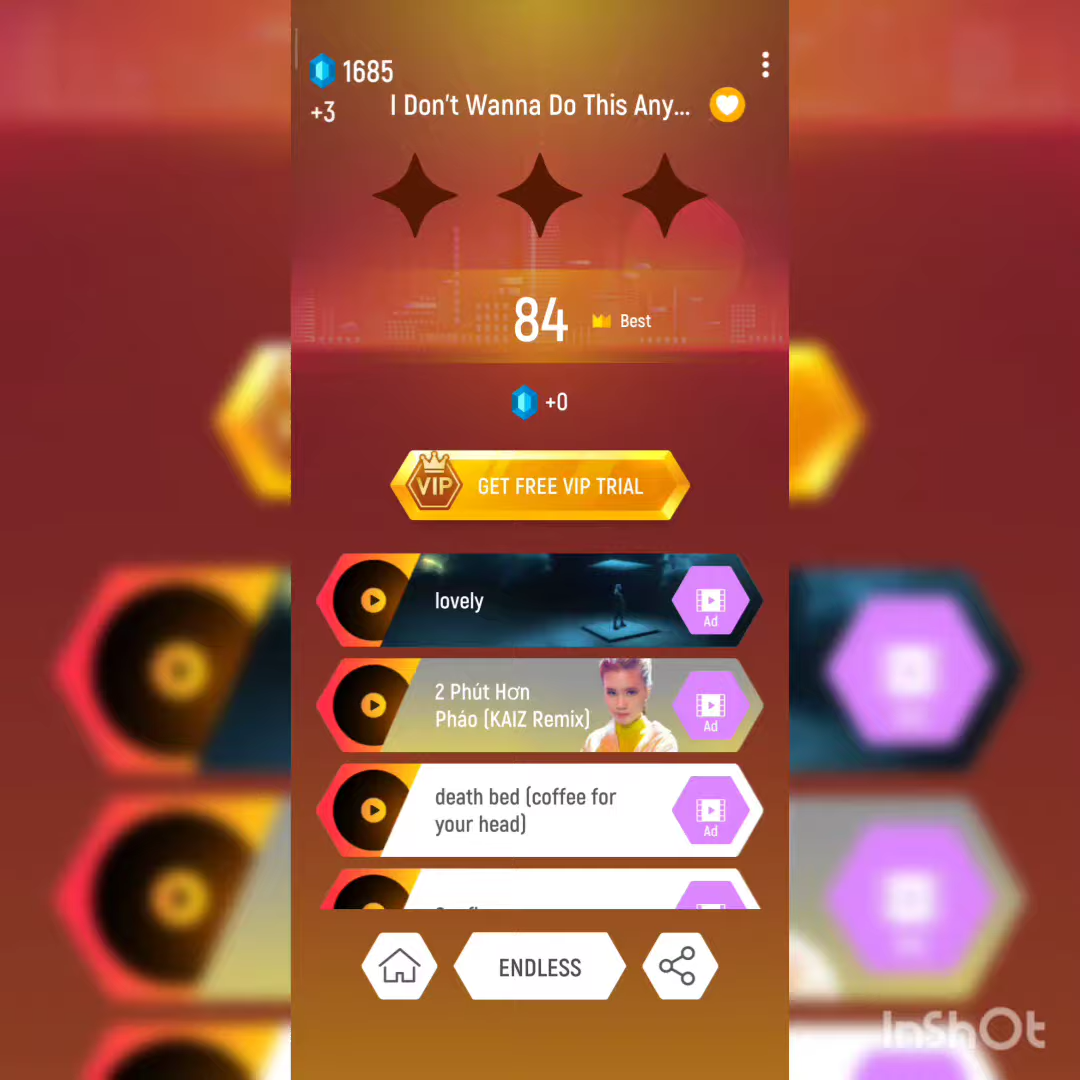 1685
+3
I Don't Wanna Do This Any...
84
Best
+0
VIP
GET FREE VIP TRIAL
lovely
Ad
2 Phút Hơn
Pháo (KAIZ Remix)
Ad
death bed (coffee for
your head)
Ad
ENDLESS
InShOt